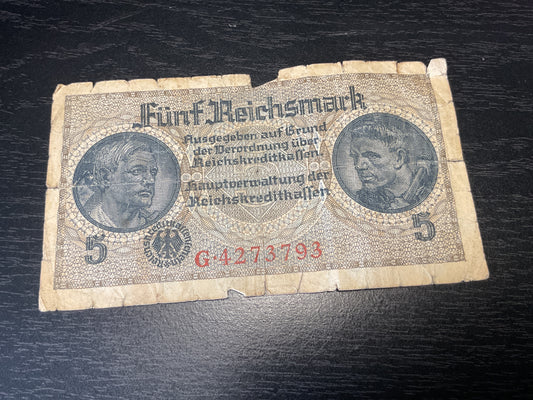 Fünf Reichsmark
Ausgegeben auf Grund
der Verordnung über
Reichskreditkassen.
Hauptverwaltung der
Reichskreditkassen
5
5
G·4273793